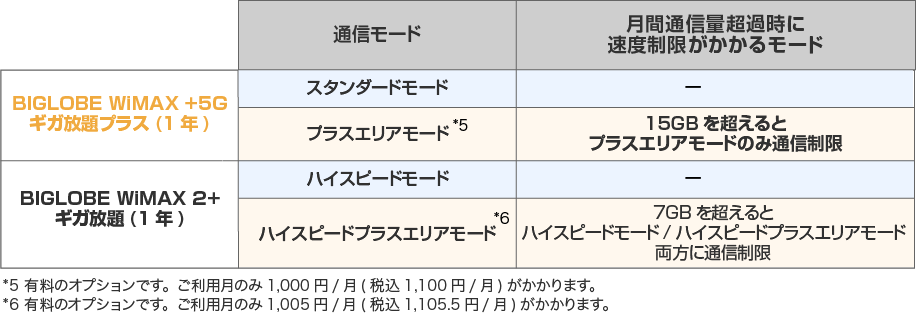 通信モード
月間通信量超過時に
速度制限がかかるモード
BIGLOBE WiMAX +5G
ギガ放題プラス (1年)
スタンダードモード
ー
プラスエリアモード *5
15GBを超えると
プラスエリアモードのみ通信制限
BIGLOBE WiMAX 2+
ギガ放題 (1年)
ハイスピードモード
ー
ハイスピードプラスエリアモード *6
7GBを超えると
ハイスピードモード / ハイスピードプラスエリアモード
両方に通信制限
*5 有料のオプションです。ご利用月のみ 1,000 円 / 月 ( 税込 1,100 円 / 月 ) がかかります。
*6 有料のオプションです。ご利用月のみ 1,005 円 / 月 ( 税込 1,105.5 円 / 月 ) がかかります。